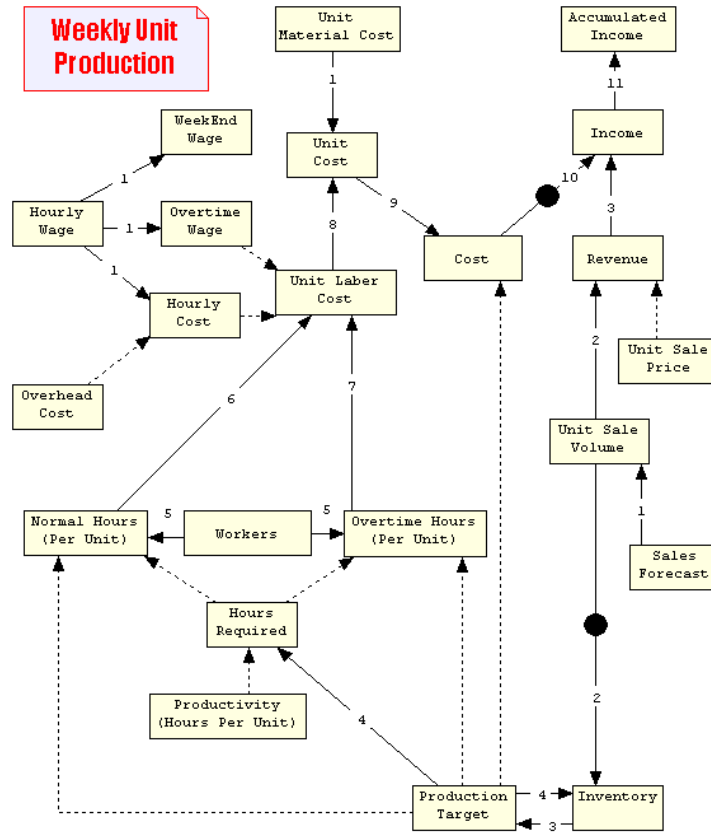 Weekly Unit
Production
Unit
Material Cost
Accumulated
Income
1
11
WeekEnd
Wage
Unit
Cost
Income
1
10
9
Hourly
Wage
1
Overtime
Wage
8
3
1
Cost
Revenue
Hourly
Cost
Unit Laber
Cost
2
Unit Sale
Price
Overhead
Cost
6
7
Unit Sale
Volume
5
5
1
Normal Hours
(Per Unit)
Workers
Overtime Hours
(Per Unit)
Sales
Forecast
Hours
Required
Productivity
(Hours Per Unit)
4
2
Production
Target
4
3
Inventory